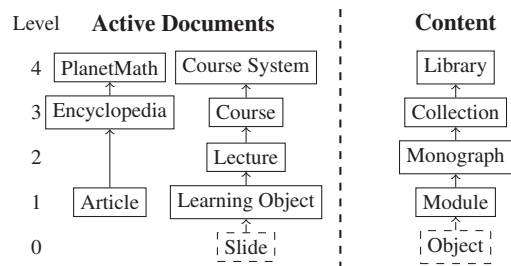 Level Active Documents Content
4 PlanetMath Course System Library
3 Encyclopedia Course Collection
2 Lecture Monograph
1 Article Learning Object Module
0 Slide Object